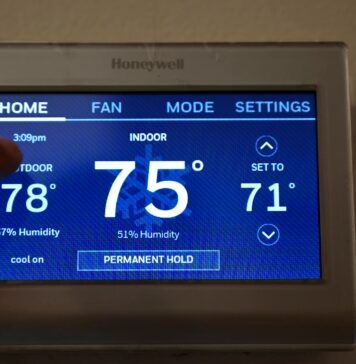 Honeywell
HOME FAN MODE SETTINGS
3:09pm
INDOOR
78°
75°
SET TO
71°
% Humidity
51% Humidity
cool on
PERMANENT HOLD